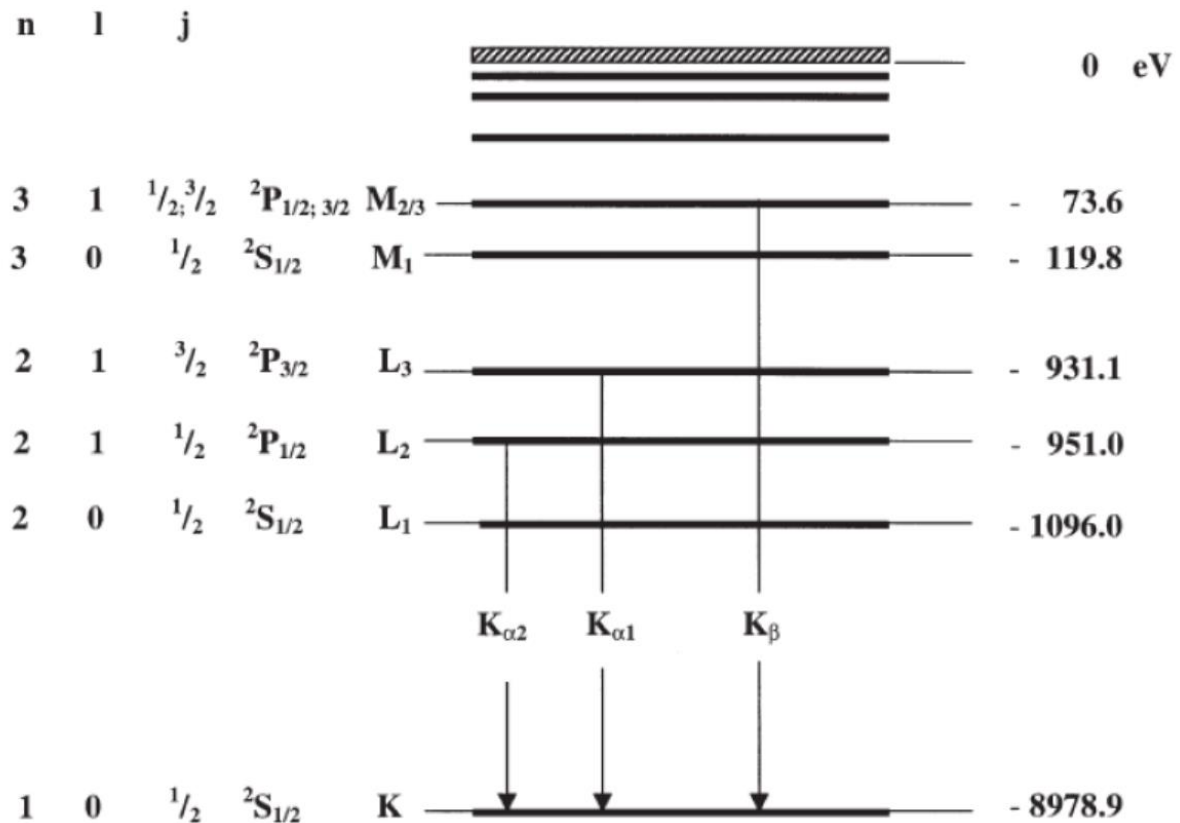 n l j
0 eV
3 1 ¹/₂;³/₂ ²P₁/₂; ₃/₂ M₂/₃ - 73.6
3 0 ¹/₂ ²S₁/₂ M₁ - 119.8
2 1 ³/₂ ²P₃/₂ L₃ - 931.1
2 1 ¹/₂ ²P₁/₂ L₂ - 951.0
2 0 ¹/₂ ²S₁/₂ L₁ - 1096.0
Kα2 Kα1 Kβ
1 0 ¹/₂ ²S₁/₂ K - 8978.9